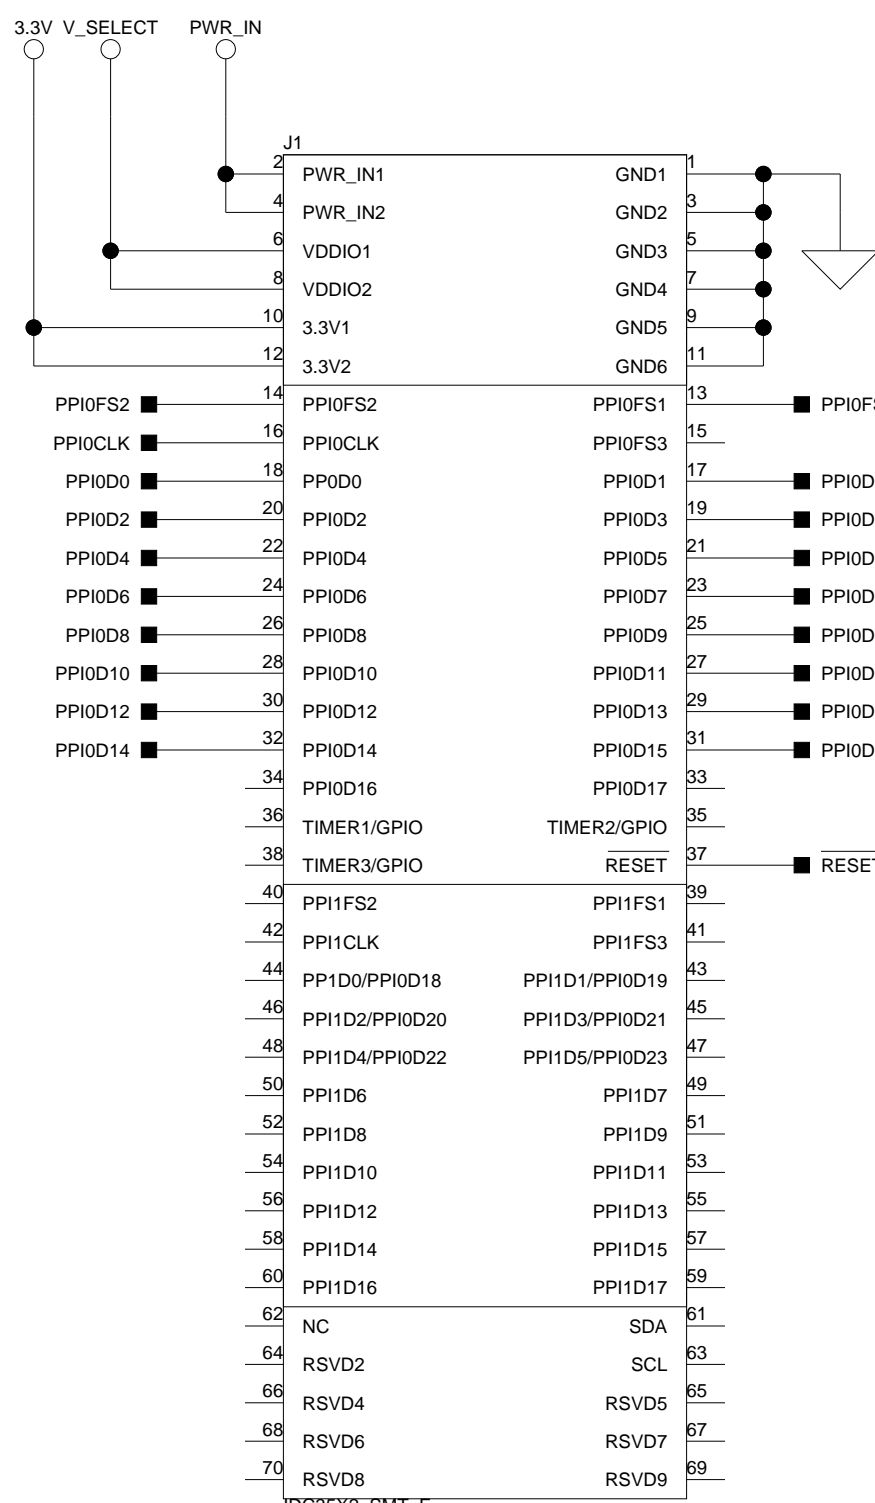 3.3V V_SELECT PWR_IN
J1
2 PWR_IN1 GND1 1
4 PWR_IN2 GND2 3
6 VDDIO1 GND3 5
8 VDDIO2 GND4 7
10 3.3V1 GND5 9
12 3.3V2 GND6 11
PPI0FS2 14 PPI0FS2 PPI0FS1 13
PPI0CLK 16 PPI0CLK PPI0FS3 15
PPI0D0 18 PP0D0 PPI0D1 17 PPI0D
PPI0D2 20 PPI0D2 PPI0D3 19 PPI0D
PPI0D4 22 PPI0D4 PPI0D5 21 PPI0D
PPI0D6 24 PPI0D6 PPI0D7 23 PPI0D
PPI0D8 26 PPI0D8 PPI0D9 25 PPI0D
PPI0D10 28 PPI0D10 PPI0D11 27 PPI0D
PPI0D12 30 PPI0D12 PPI0D13 29 PPI0D
PPI0D14 32 PPI0D14 PPI0D15 31 PPI0D
34 PPI0D16 PPI0D17 33
36 TIMER1/GPIO TIMER2/GPIO 35
38 TIMER3/GPIO RESET 37
40 PPI1FS2 PPI1FS1 39
42 PPI1CLK PPI1FS3 41
44 PP1D0/PPI0D18 PPI1D1/PPI0D19 43
46 PPI1D2/PPI0D20 PPI1D3/PPI0D21 45
48 PPI1D4/PPI0D22 PPI1D5/PPI0D23 47
50 PPI1D6 PPI1D7 49
52 PPI1D8 PPI1D9 51
54 PPI1D10 PPI1D11 53
56 PPI1D12 PPI1D13 55
58 PPI1D14 PPI1D15 57
60 PPI1D16 PPI1D17 59
62 NC SDA 61
64 RSVD2 SCL 63
66 RSVD4 RSVD5 65
68 RSVD6 RSVD7 67
70 RSVD8 RSVD9 69